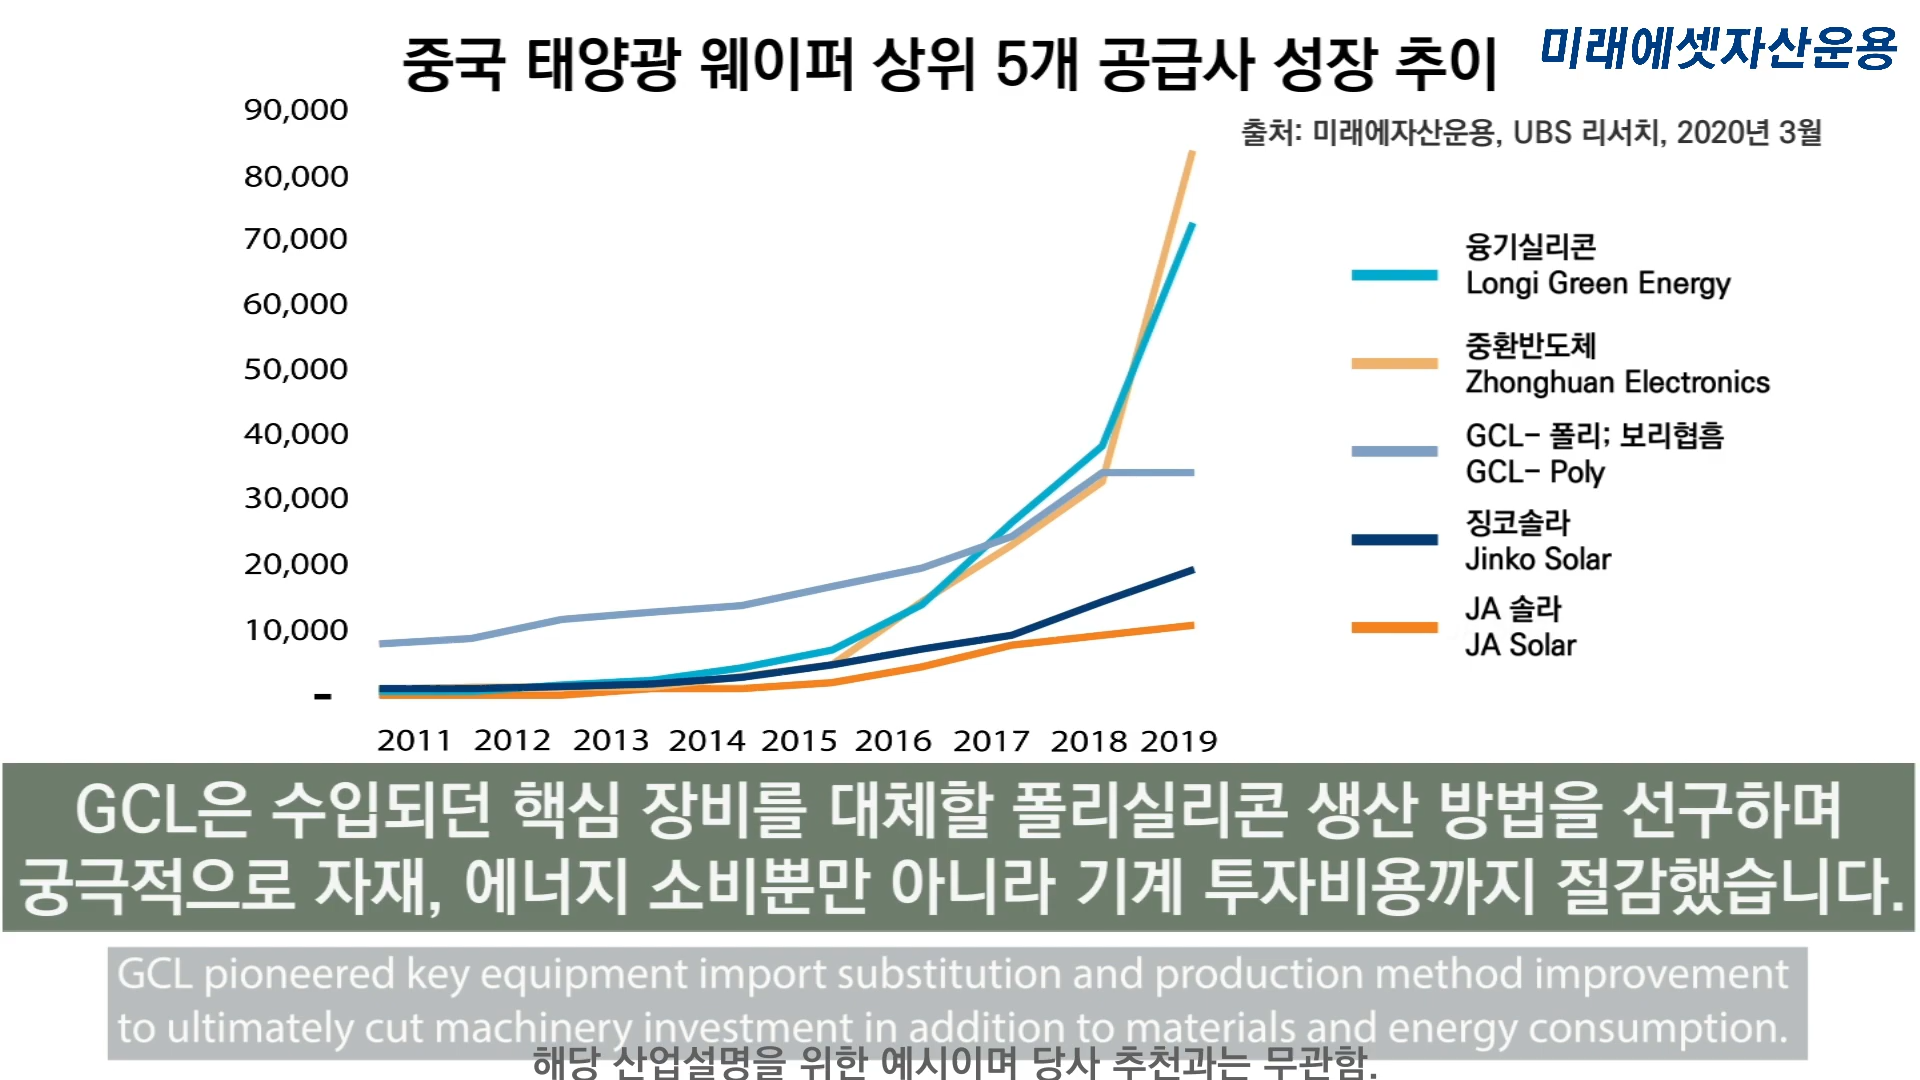 중국 태양광 웨이퍼 상위 5개 공급사 성장 추이
미래에셋자산운용
출처: 미래에자산운용, UBS 리서치, 2020년 3월
90,000
80,000
70,000
60,000
50,000
40,000
30,000
20,000
10,000
-
2011 2012 2013 2014 2015 2016 2017 2018 2019
융기실리콘
Longi Green Energy
중환반도체
Zhonghuan Electronics
GCL- 폴리; 보리협흠
GCL- Poly
징코솔라
Jinko Solar
JA 솔라
JA Solar
GCL은 수입되던 핵심 장비를 대체할 폴리실리콘 생산 방법을 선구하며
궁극적으로 자재, 에너지 소비뿐만 아니라 기계 투자비용까지 절감했습니다.
GCL pioneered key equipment import substitution and production method improvement
to ultimately cut machinery investment in addition to materials and energy consumption.
해당 산업설명을 위한 예시이며 당사 추천과는 무관함.